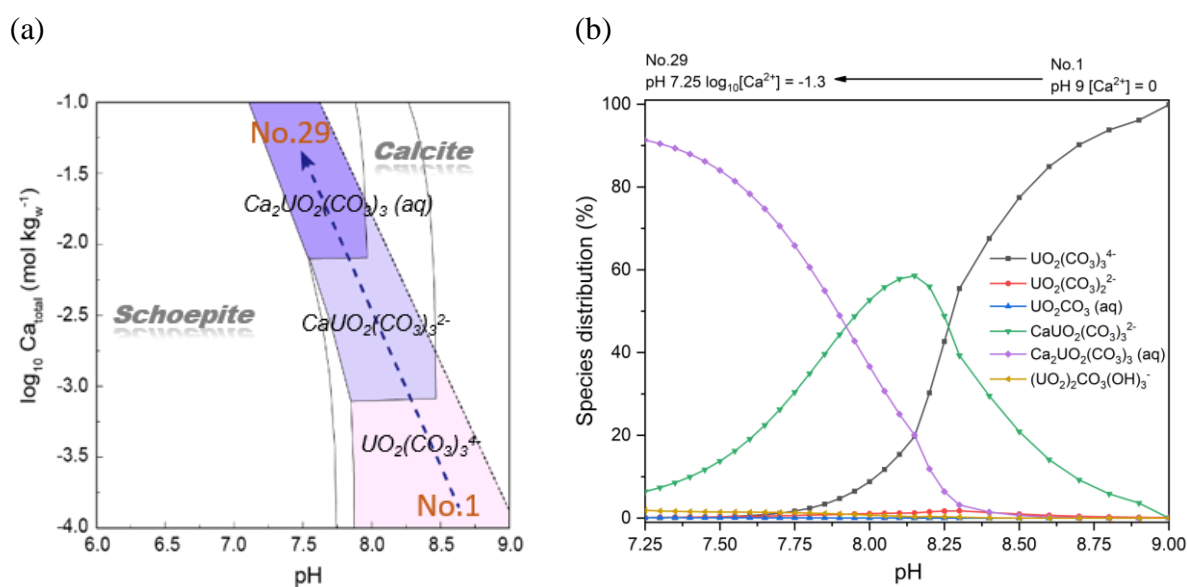 (a)
log₁₀ Ca_total (mol kg_w⁻¹)
-1.0
-1.5
-2.0
-2.5
-3.0
-3.5
-4.0
No.29
Calcite
Ca₂UO₂(CO₃)₃ (aq)
Schoepite
CaUO₂(CO₃)₃²⁻
UO₂(CO₃)₃⁴⁻
No.1
6.0 6.5 7.0 7.5 8.0 8.5 9.0
pH
(b)
No.29
pH 7.25 log₁₀[Ca²⁺] = -1.3
No.1
pH 9 [Ca²⁺] = 0
Species distribution (%)
100
80
60
40
20
0
UO₂(CO₃)₃⁴⁻
UO₂(CO₃)₂²⁻
UO₂CO₃ (aq)
CaUO₂(CO₃)₃²⁻
Ca₂UO₂(CO₃)₃ (aq)
(UO₂)₂CO₃(OH)₃⁻
7.25 7.50 7.75 8.00 8.25 8.50 8.75 9.00
pH